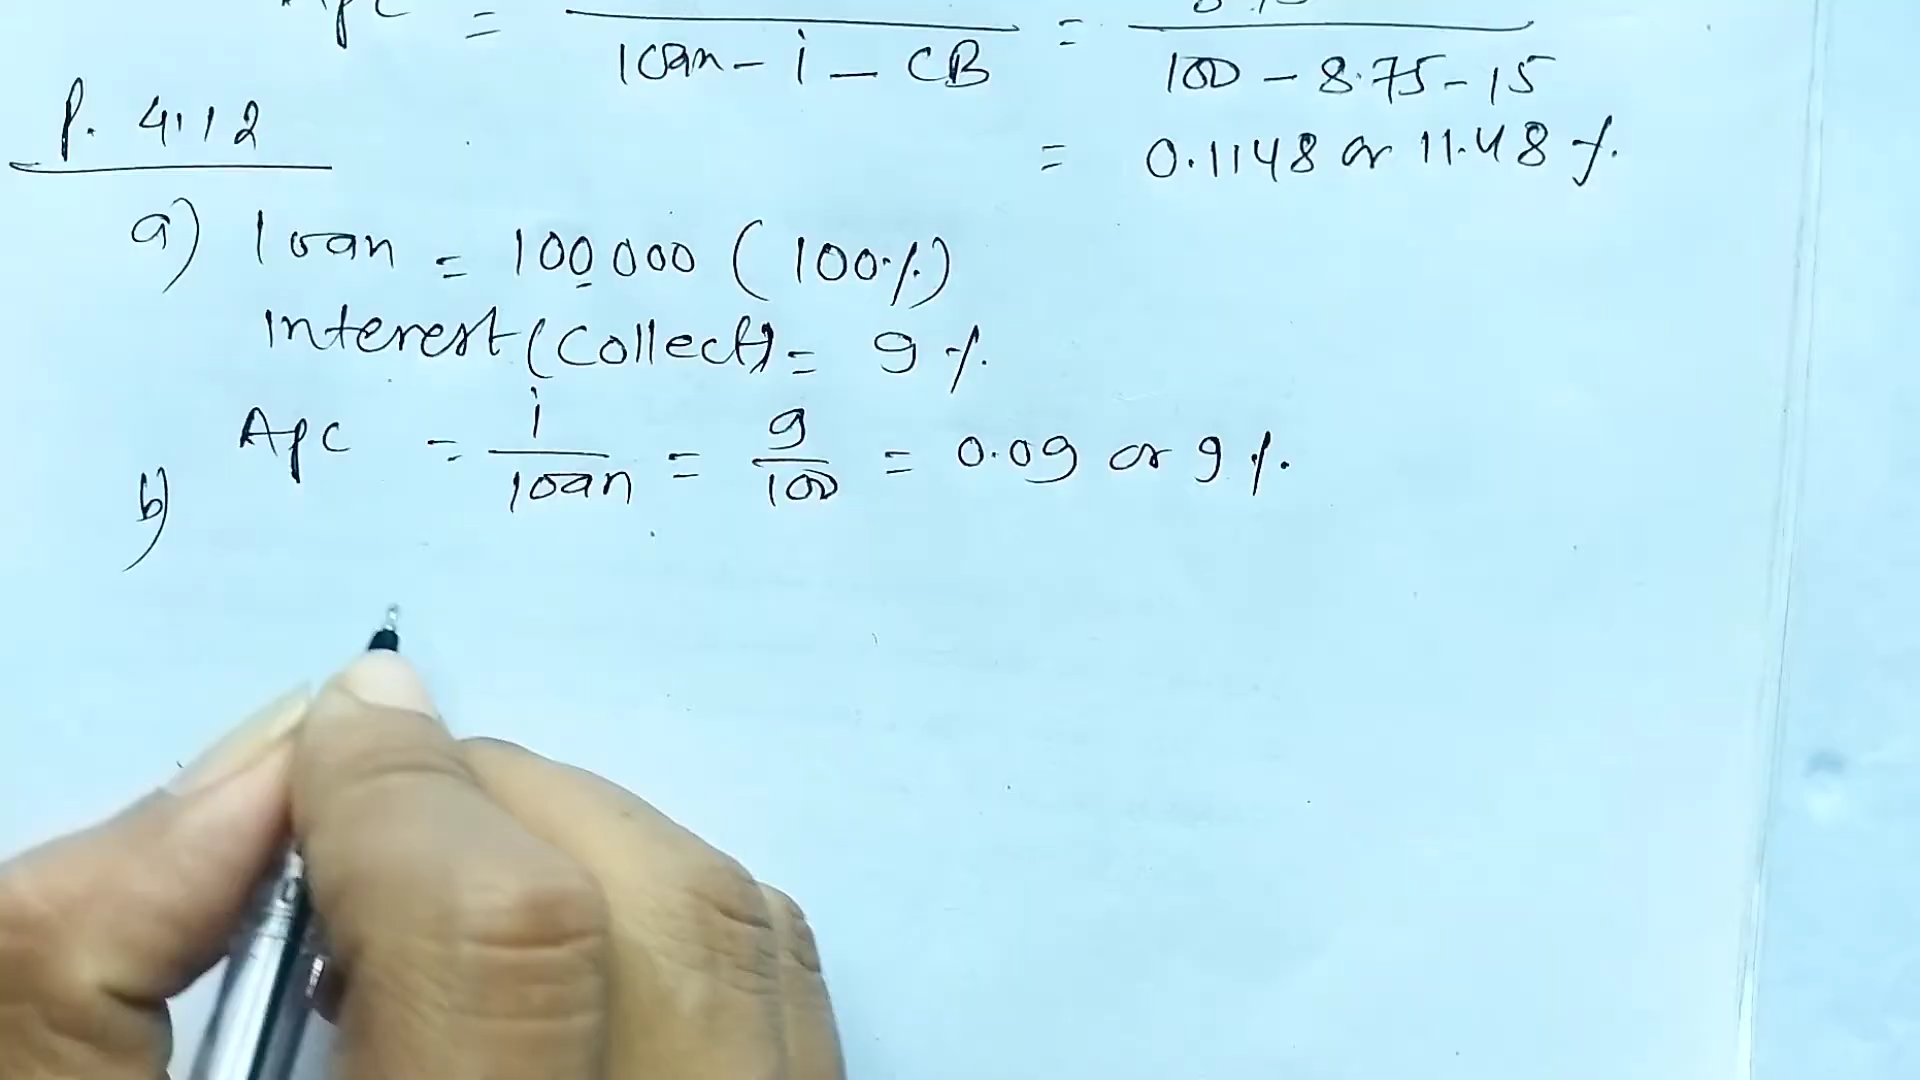 =
loan - i - CB = 100 - 8.75 - 15
P. 4.12
= 0.1148 or 11.48 %
a) loan = 100,000 (100%)
Interest (Collect) = 9 %
APC = i / loan = 9 / 100 = 0.09 or 9 %
b)